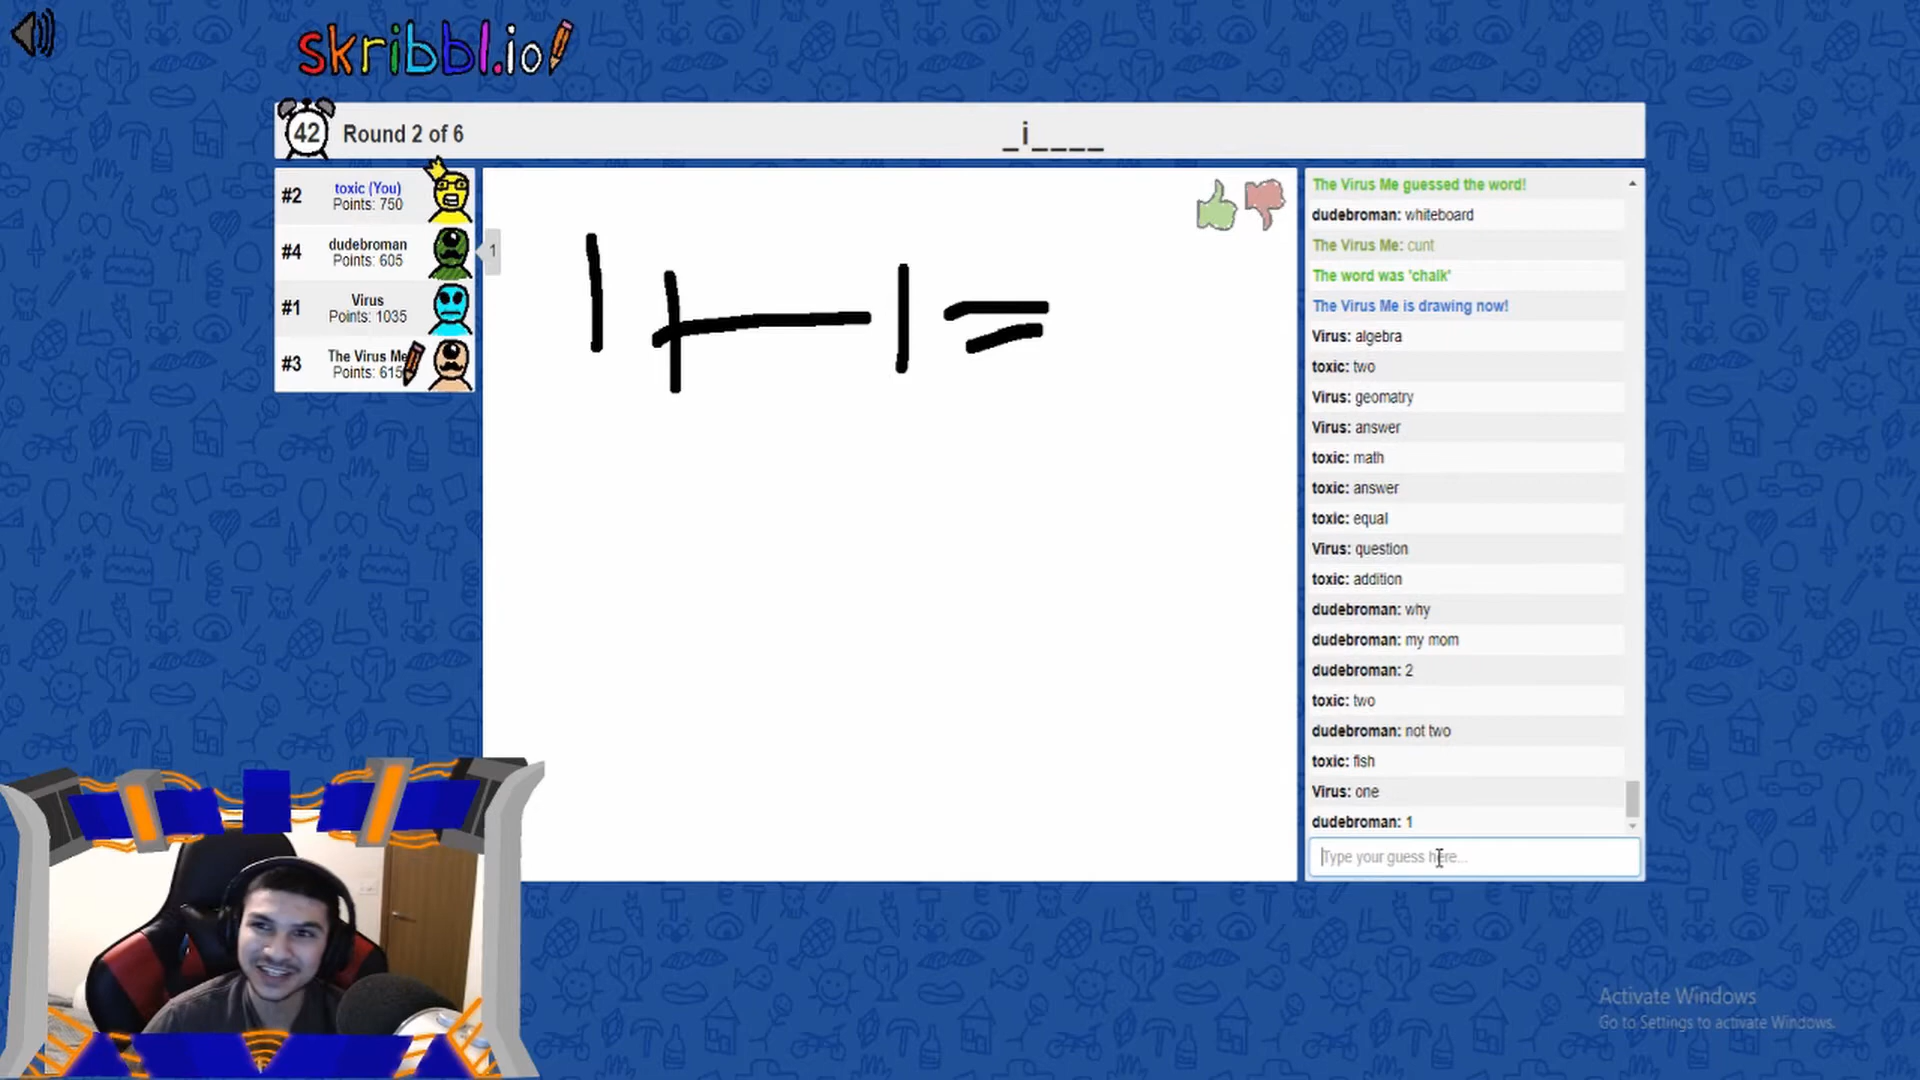 skribbl.io
42 Round 2 of 6 _i____
#2 toxic (You)
Points: 750
#4 dudebroman
Points: 605
1
#1 Virus
Points: 1035
#3 The Virus Me
Points: 615
1 + 1 =
The Virus Me guessed the word!
dudebroman: whiteboard
The Virus Me: cunt
The word was 'chalk'
The Virus Me is drawing now!
Virus: algebra
toxic: two
Virus: geomatry
Virus: answer
toxic: math
toxic: answer
toxic: equal
Virus: question
toxic: addition
dudebroman: why
dudebroman: my mom
dudebroman: 2
toxic: two
dudebroman: not two
toxic: fish
Virus: one
dudebroman: 1
Type your guess here...
Activate Windows
Go to Settings to activate Windows.